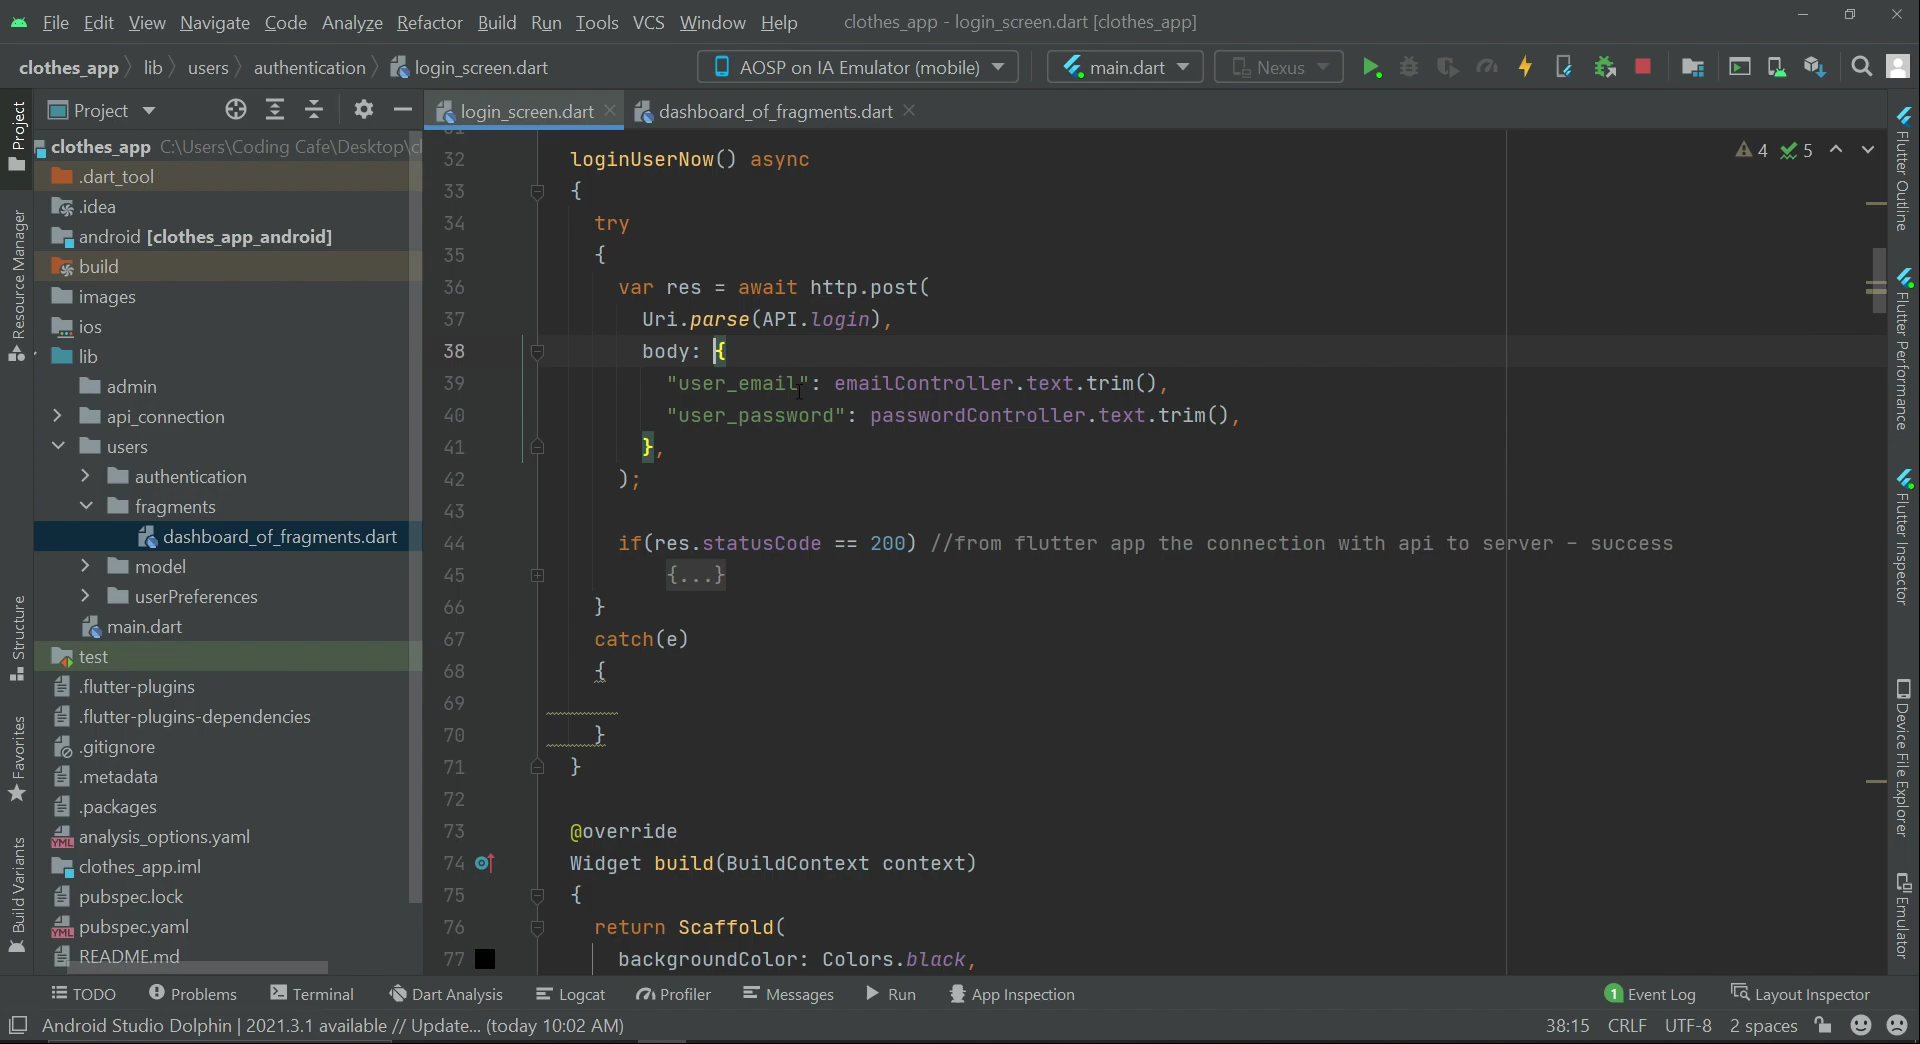 File Edit View Navigate Code Analyze Refactor Build Run Tools VCS Window Help clothes_app - login_screen.dart [clothes_app]
clothes_app lib users authentication login_screen.dart AOSP on IA Emulator (mobile) main.dart Nexus
Project
login_screen.dart dashboard_of_fragments.dart
clothes_app C:\Users\Coding Cafe\Desktop\cl
.dart_tool
.idea
android [clothes_app_android]
build
images
ios
lib
admin
api_connection
users
authentication
fragments
dashboard_of_fragments.dart
model
userPreferences
main.dart
test
.flutter-plugins
.flutter-plugins-dependencies
.gitignore
.metadata
.packages
analysis_options.yaml
clothes_app.iml
pubspec.lock
pubspec.yaml
README.md
4 5
32 loginUserNow() async
33 {
34 try
35 {
36 var res = await http.post(
37 Uri.parse(API.login),
38 body: {
39 "user_email": emailController.text.trim(),
40 "user_password": passwordController.text.trim(),
41 },
42 );
43
44 if(res.statusCode == 200) //from flutter app the connection with api to server - success
45 {...}
66 }
67 catch(e)
68 {
69
70 }
71 }
72
73 @override
74 Widget build(BuildContext context)
75 {
76 return Scaffold(
77 backgroundColor: Colors.black,
Project
Resource Manager
Structure
Favorites
Build Variants
Flutter Outline
Flutter Performance
Flutter Inspector
Device File Explorer
Emulator
TODO Problems Terminal Dart Analysis Logcat Profiler Messages Run App Inspection 1 Event Log Layout Inspector
Android Studio Dolphin | 2021.3.1 available // Update... (today 10:02 AM) 38:15 CRLF UTF-8 2 spaces